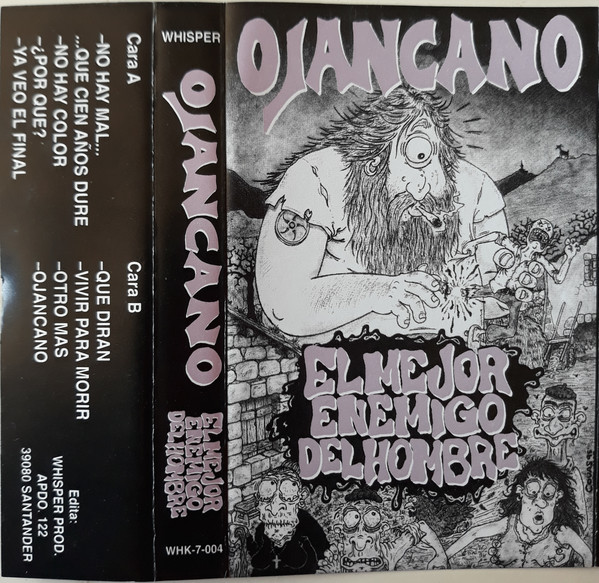 Cara A
-NO HAY MAL,,,
,,,QUE CIEN AÑOS DURE
-NO HAY COLOR
-¿POR QUE?
-YA VEO EL FINAL
Cara B
-QUE DIRAN
-VIVIR PARA MORIR
-OTRO MAS
-OJANCANO
Edita:
WHISPER PROD.
APDO. 122
39080 SANTANDER
WHISPER
OJANCANO
EL MEJOR
ENEMIGO
DEL HOMBRE
WHK-7-004
OJANCANO
EL MEJOR
ENEMIGO
DEL HOMBRE